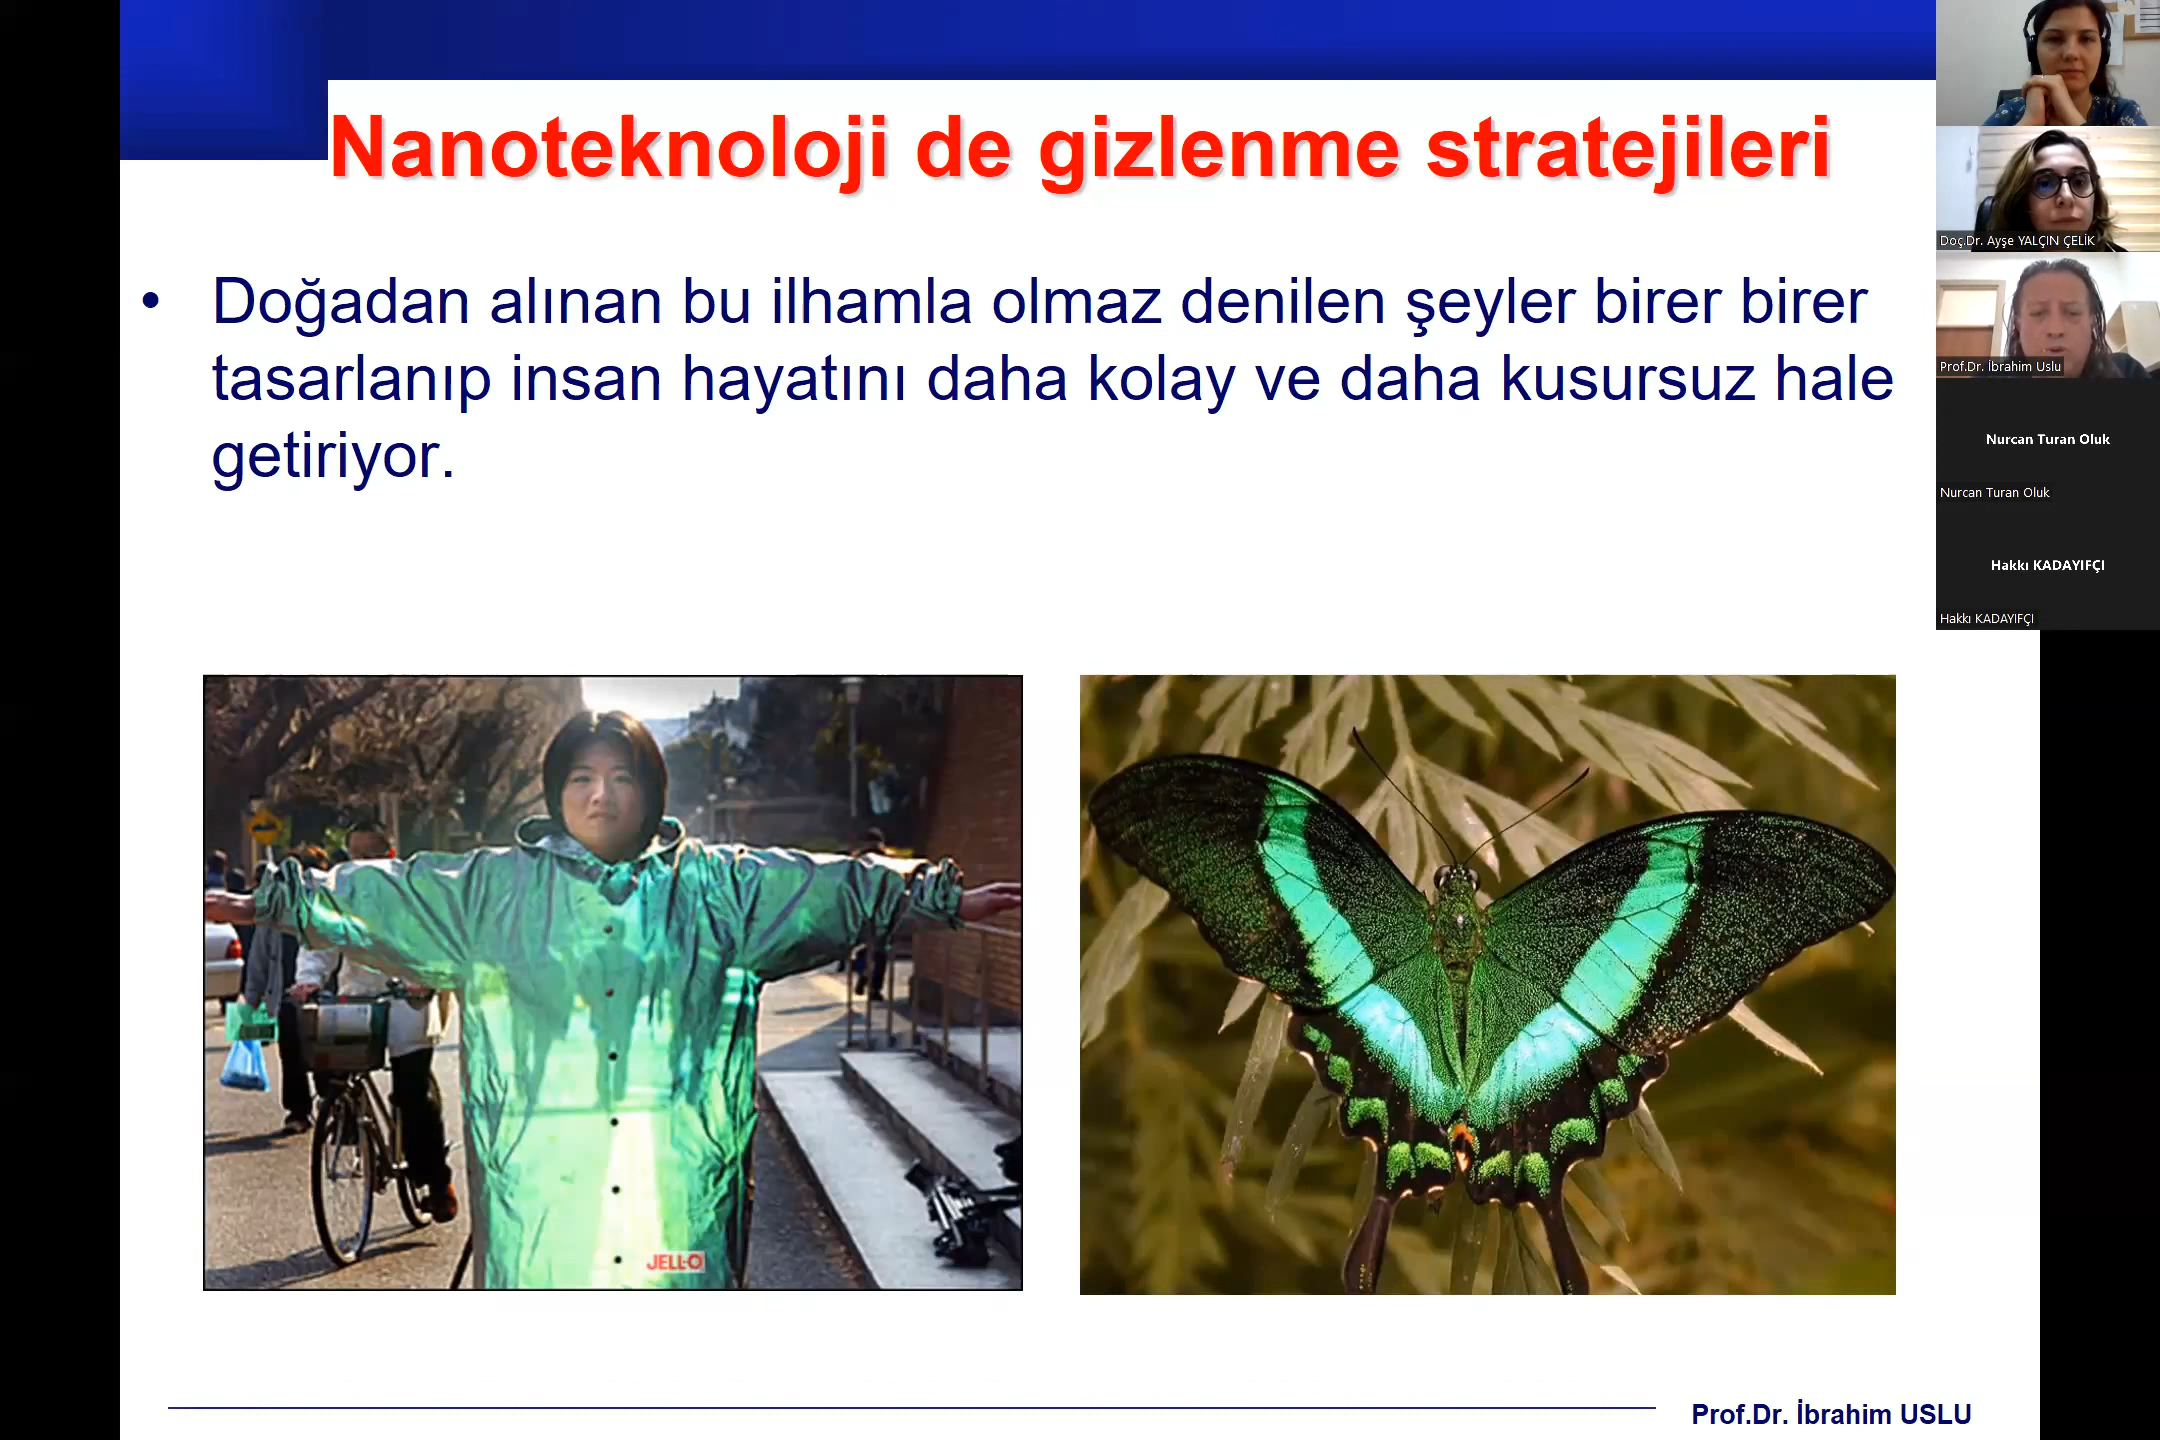 Nanoteknoloji de gizlenme stratejileri
• Doğadan alınan bu ilhamla olmaz denilen şeyler birer birer
tasarlanıp insan hayatını daha kolay ve daha kusursuz hale
getiriyor.
JELL-O
Prof.Dr. İbrahim USLU
Doç.Dr. Ayşe YALÇIN ÇELİK
Prof.Dr. İbrahim Uslu
Nurcan Turan Oluk
Nurcan Turan Oluk
Hakkı KADAYIFÇI
Hakkı KADAYIFÇI